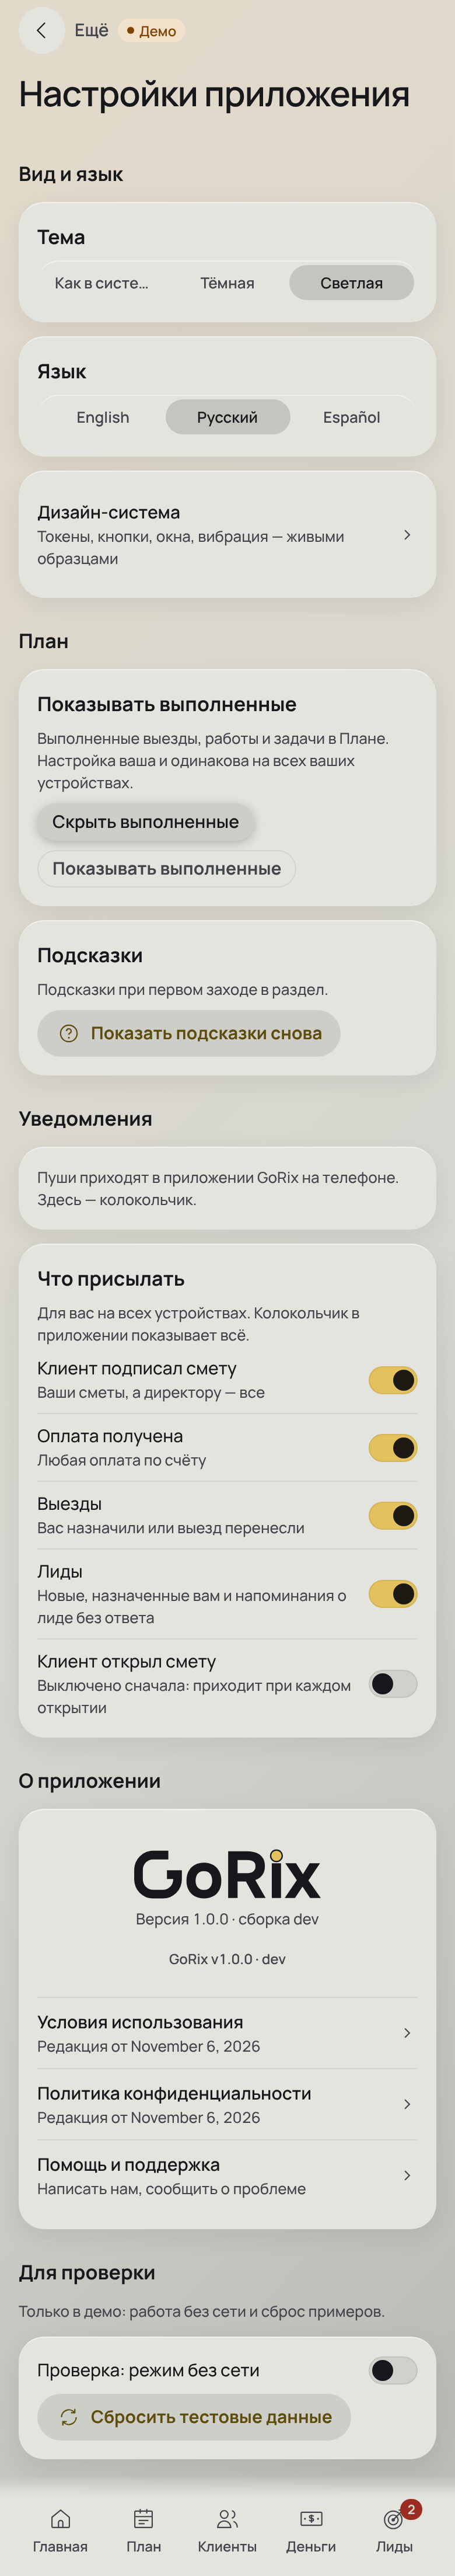 Ещё
Демо
Настройки приложения
Вид и язык
Тема
Как в систе...
Тёмная
Светлая
Язык
English
Русский
Español
Дизайн-система
Токены, кнопки, окна, вибрация — живыми
образцами
План
Показывать выполненные
Выполненные выезды, работы и задачи в Плане.
Настройка ваша и одинакова на всех ваших
устройствах.
Скрыть выполненные
Показывать выполненные
Подсказки
Подсказки при первом заходе в раздел.
Показать подсказки снова
Уведомления
Пуши приходят в приложении GoRix на телефоне.
Здесь — колокольчик.
Что присылать
Для вас на всех устройствах. Колокольчик в
приложении показывает всё.
Клиент подписал смету
Ваши сметы, а директору — все
Оплата получена
Любая оплата по счёту
Выезды
Вас назначили или выезд перенесли
Лиды
Новые, назначенные вам и напоминания о
лиде без ответа
Клиент открыл смету
Выключено сначала: приходит при каждом
открытии
О приложении
GoRix
Версия 1.0.0 · сборка dev
GoRix v1.0.0 · dev
Условия использования
Редакция от November 6, 2026
Политика конфиденциальности
Редакция от November 6, 2026
Помощь и поддержка
Написать нам, сообщить о проблеме
Для проверки
Только в демо: работа без сети и сброс примеров.
Проверка: режим без сети
Сбросить тестовые данные
2
Главная
План
Клиенты
Деньги
Лиды